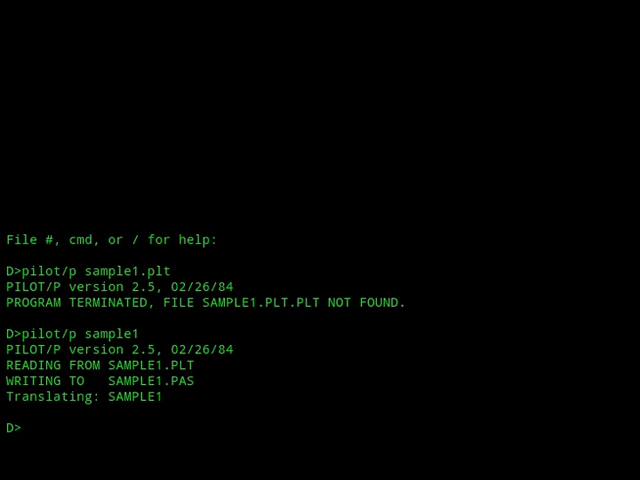 File #, cmd, or / for help:
D>pilot/p sample1.plt
PILOT/P version 2.5, 02/26/84
PROGRAM TERMINATED, FILE SAMPLE1.PLT.PLT NOT FOUND.
D>pilot/p sample1
PILOT/P version 2.5, 02/26/84
READING FROM SAMPLE1.PLT
WRITING TO   SAMPLE1.PAS
Translating: SAMPLE1
D>